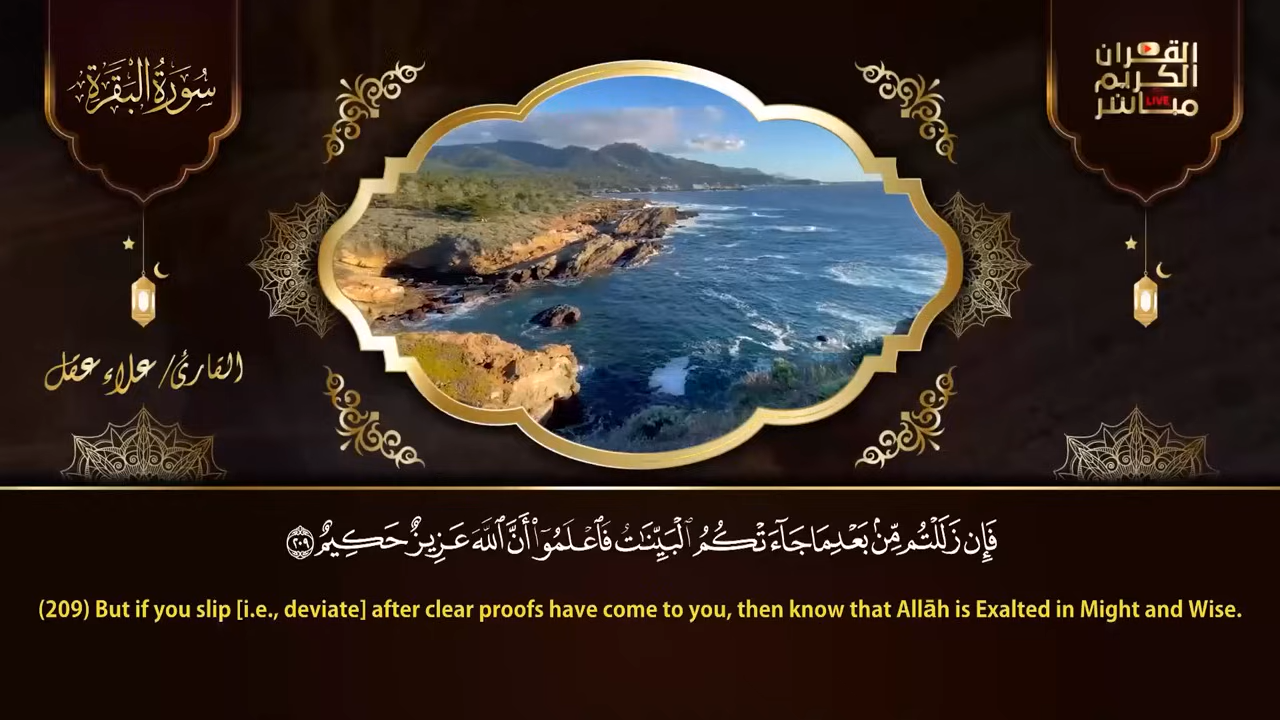 سُورَةُ البَقَرَةِ
القرآن
الكريم
مباشر
LIVE
القارئ/ علاء عقل
فَإِن زَلَلْتُم مِّنۢ بَعْدِ مَا جَآءَتْكُمُ ٱلْبَيِّنَـٰتُ فَٱعْلَمُوٓا۟ أَنَّ ٱللَّهَ عَزِيزٌ حَكِيمٌ ٢٠٩
(209) But if you slip [i.e., deviate] after clear proofs have come to you, then know that Allāh is Exalted in Might and Wise.